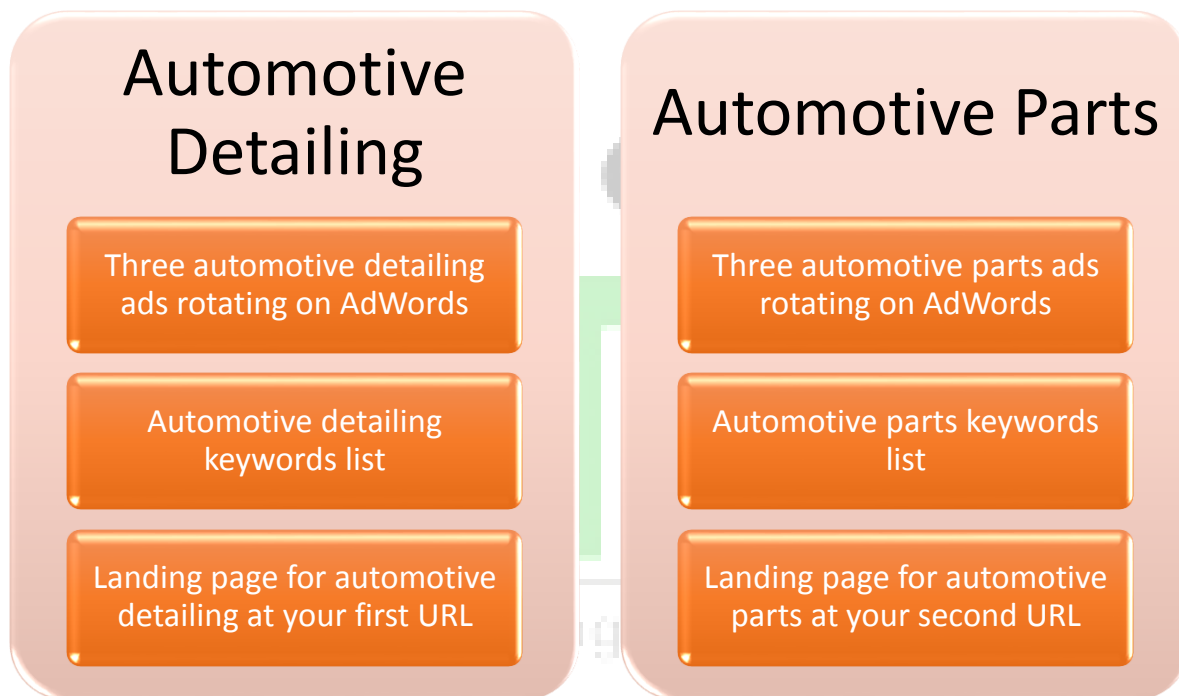 Automotive
Detailing
Three automotive detailing
ads rotating on AdWords
Automotive detailing
keywords list
Landing page for automotive
detailing at your first URL
Automotive Parts
Three automotive parts ads
rotating on AdWords
Automotive parts keywords
list
Landing page for automotive
parts at your second URL